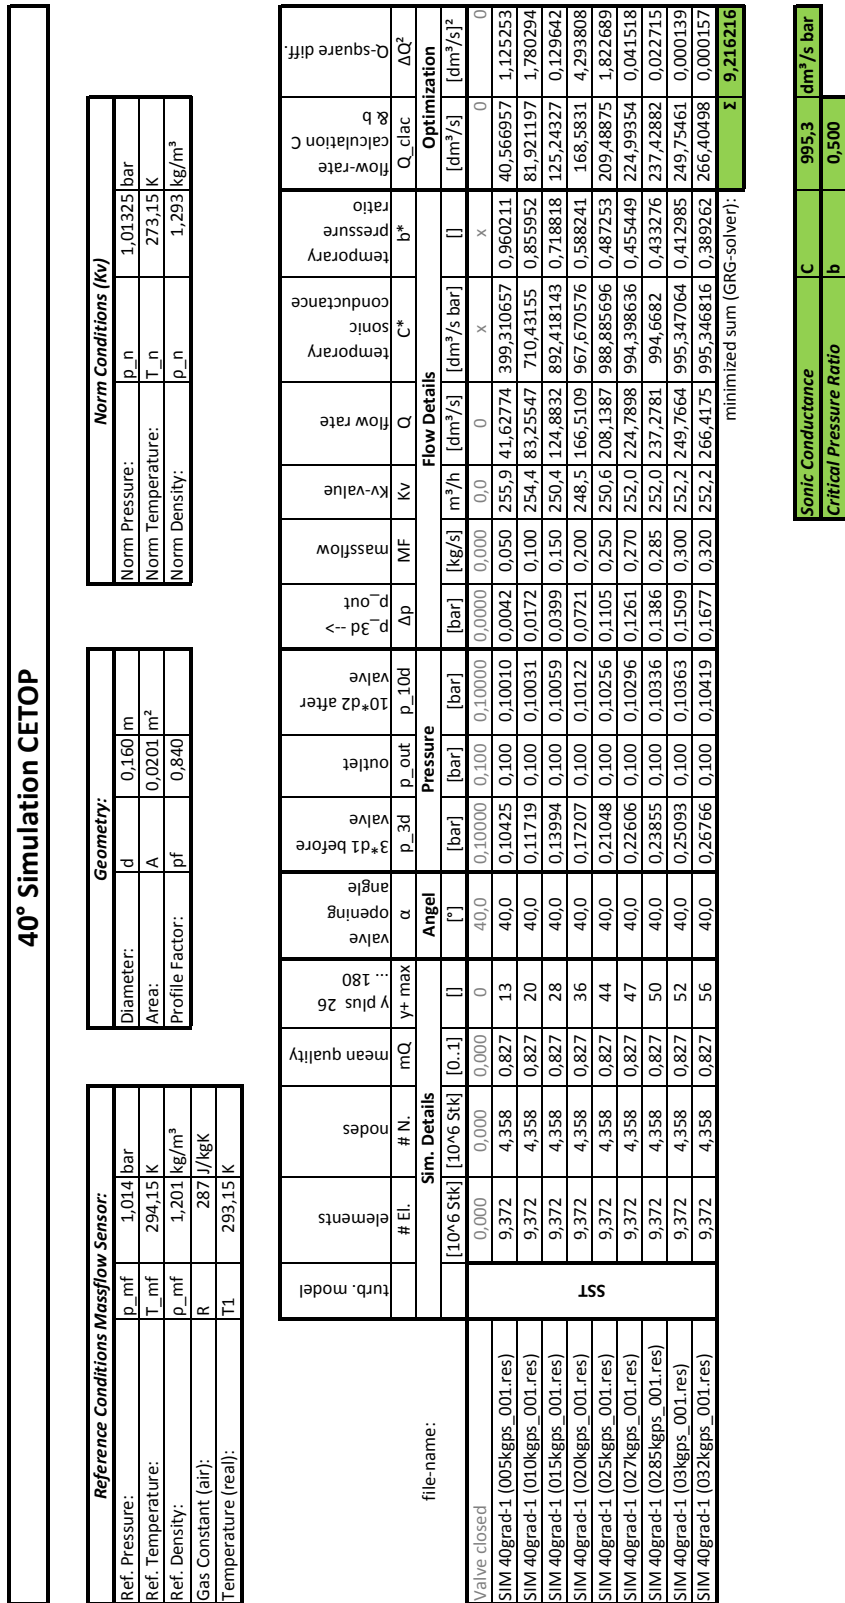 40° Simulation CETOP
Reference Conditions Massflow Sensor:
Ref. Pressure: p_mf 1,014 bar
Ref. Temperature: T_mf 294,15 K
Ref. Density: ρ_mf 1,201 kg/m³
Gas Constant (air): R 287 J/kgK
Temperature (real): T1 293,15 K
Geometry:
Diameter: d 0,160 m
Area: A 0,0201 m²
Profile Factor: pf 0,840
Norm Conditions (Kv)
Norm Pressure: p_n 1,01325 bar
Norm Temperature: T_n 273,15 K
Norm Density: ρ_n 1,293 kg/m³
file-name:
turb. model
elements
nodes
mean quality
y plus 26
... 180
valve
opening
angle
3*d1 before
valve
outlet
10*d2 after
valve
p_3d -->
p_out
massflow
Kv-value
flow rate
temporary
sonic
conductance
temporary
pressure
ratio
flow-rate
calculation C
& b
Q-square diff.
# El. # N. mQ y+ max α p_3d p_out p_10d Δp MF Kv Q C* b* Q_clac ΔQ²
Sim. Details Angel Pressure Flow Details Optimization
[10^6 Stk] [10^6 Stk] [0..1] [] [°] [bar] [bar] [bar] [bar] [kg/s] m³/h [dm³/s] [dm³/s bar] [] [dm³/s] [dm³/s]²
Valve closed 0,000 0,000 0,000 0 40,0 0,10000 0,100 0,10000 0,0000 0,000 0,0 0 x x 0 0
SIM 40grad-1 (005kgps_001.res) 9,372 4,358 0,827 13 40,0 0,10425 0,100 0,10010 0,0042 0,050 255,9 41,62774 399,310657 0,960211 40,566957 1,125253
SIM 40grad-1 (010kgps_001.res) 9,372 4,358 0,827 20 40,0 0,11719 0,100 0,10031 0,0172 0,100 254,4 83,25547 710,43155 0,855952 81,921197 1,780294
SIM 40grad-1 (015kgps_001.res) 9,372 4,358 0,827 28 40,0 0,13994 0,100 0,10059 0,0399 0,150 250,4 124,8832 892,418143 0,718818 125,24327 0,129642
SIM 40grad-1 (020kgps_001.res) 9,372 4,358 0,827 36 40,0 0,17207 0,100 0,10122 0,0721 0,200 248,5 166,5109 967,670576 0,588241 168,5831 4,293808
SIM 40grad-1 (025kgps_001.res) 9,372 4,358 0,827 44 40,0 0,21048 0,100 0,10256 0,1105 0,250 250,6 208,1387 988,885696 0,487253 209,48875 1,822689
SIM 40grad-1 (027kgps_001.res) 9,372 4,358 0,827 47 40,0 0,22606 0,100 0,10296 0,1261 0,270 252,0 224,7898 994,398636 0,455449 224,99354 0,041518
SIM 40grad-1 (0285kgps_001.res) 9,372 4,358 0,827 50 40,0 0,23855 0,100 0,10336 0,1386 0,285 252,0 237,2781 994,6682 0,433276 237,42882 0,022715
SIM 40grad-1 (03kgps_001.res) 9,372 4,358 0,827 52 40,0 0,25093 0,100 0,10363 0,1509 0,300 252,2 249,7664 995,347064 0,412985 249,75461 0,000139
SIM 40grad-1 (032kgps_001.res) 9,372 4,358 0,827 56 40,0 0,26766 0,100 0,10419 0,1677 0,320 252,2 266,4175 995,346816 0,389262 266,40498 0,000157
SST
minimized sum (GRG-solver): Σ 9,216216
Sonic Conductance C 995,3 dm³/s bar
Critical Pressure Ratio b 0,500